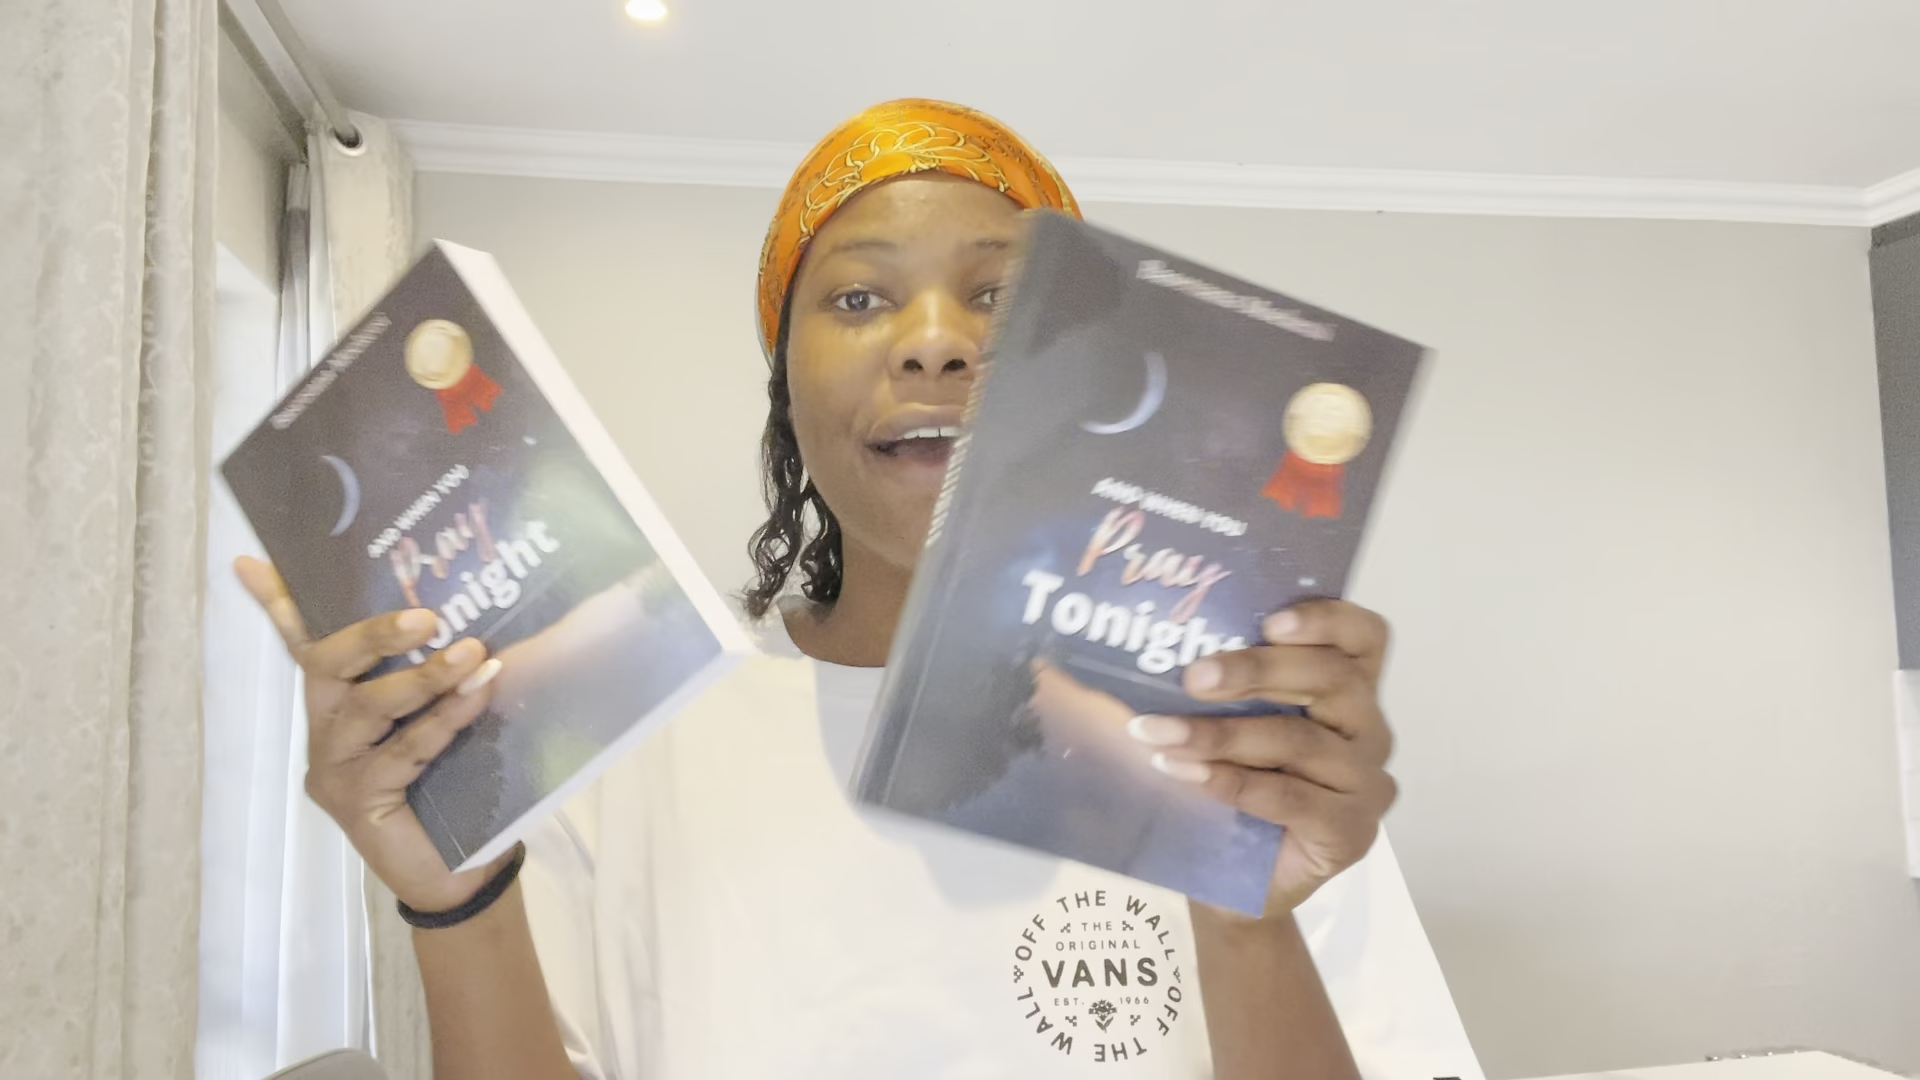 AND WHEN YOU
Pray
Tonight
AND WHEN YOU
Pray
Tonight
OFF THE WALL
THE
ORIGINAL
VANS
EST. 1966
OFF THE WALL